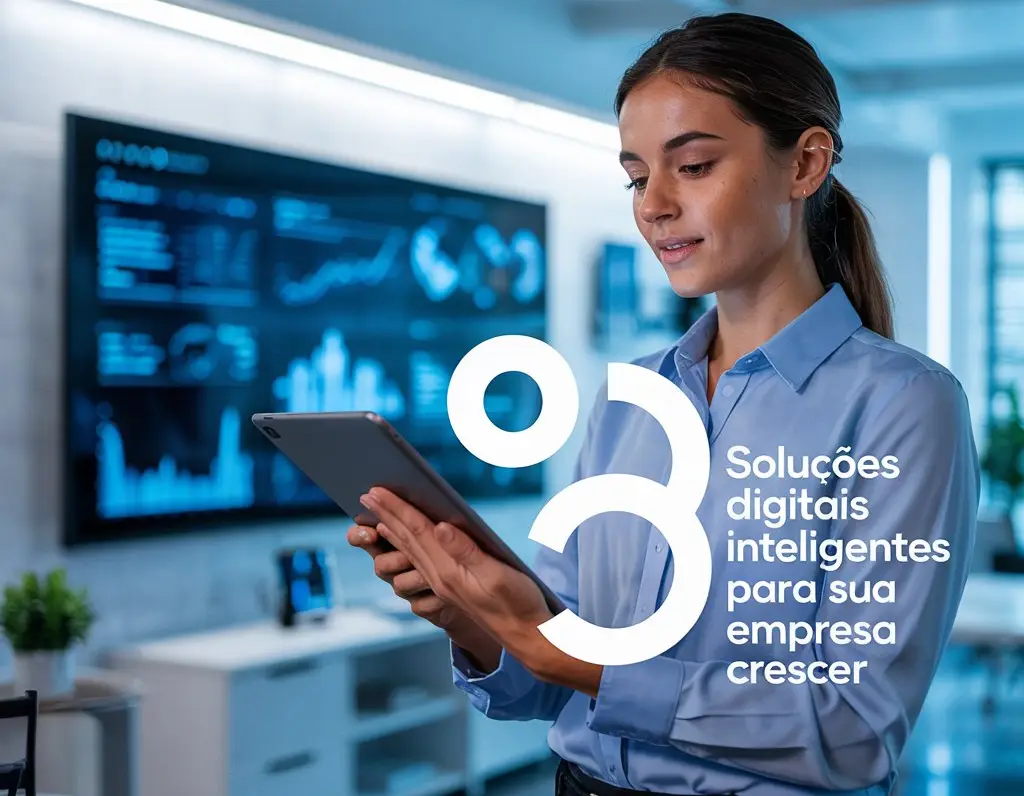 Soluções
digitais
inteligentes
para sua
empresa
crescer